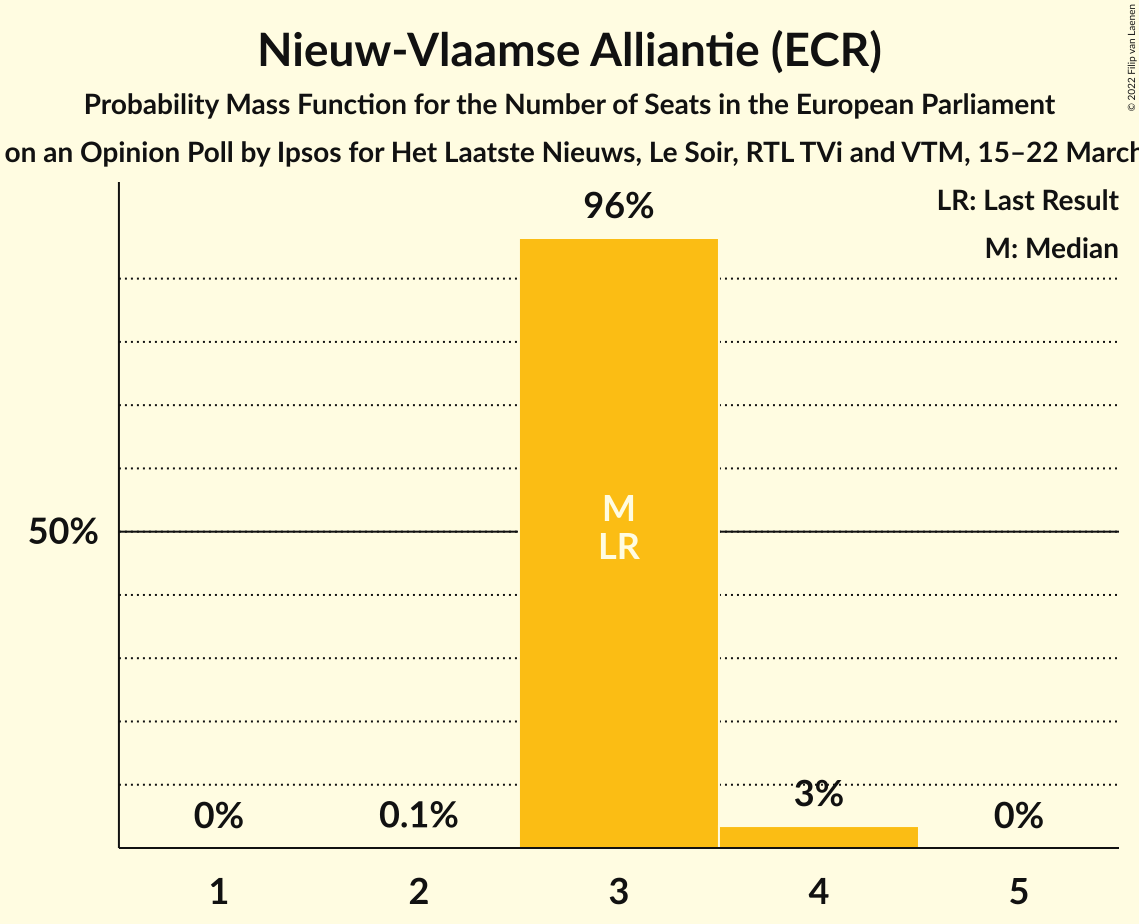 Nieuw-Vlaamse Alliantie (ECR)
Probability Mass Function for the Number of Seats in the European Parliament
on an Opinion Poll by Ipsos for Het Laatste Nieuws, Le Soir, RTL TVi and VTM, 15–22 March
© 2022 Filip van Laenen
LR: Last Result
M: Median
96%
M
LR
50%
0%
0.1%
3%
0%
1 2 3 4 5